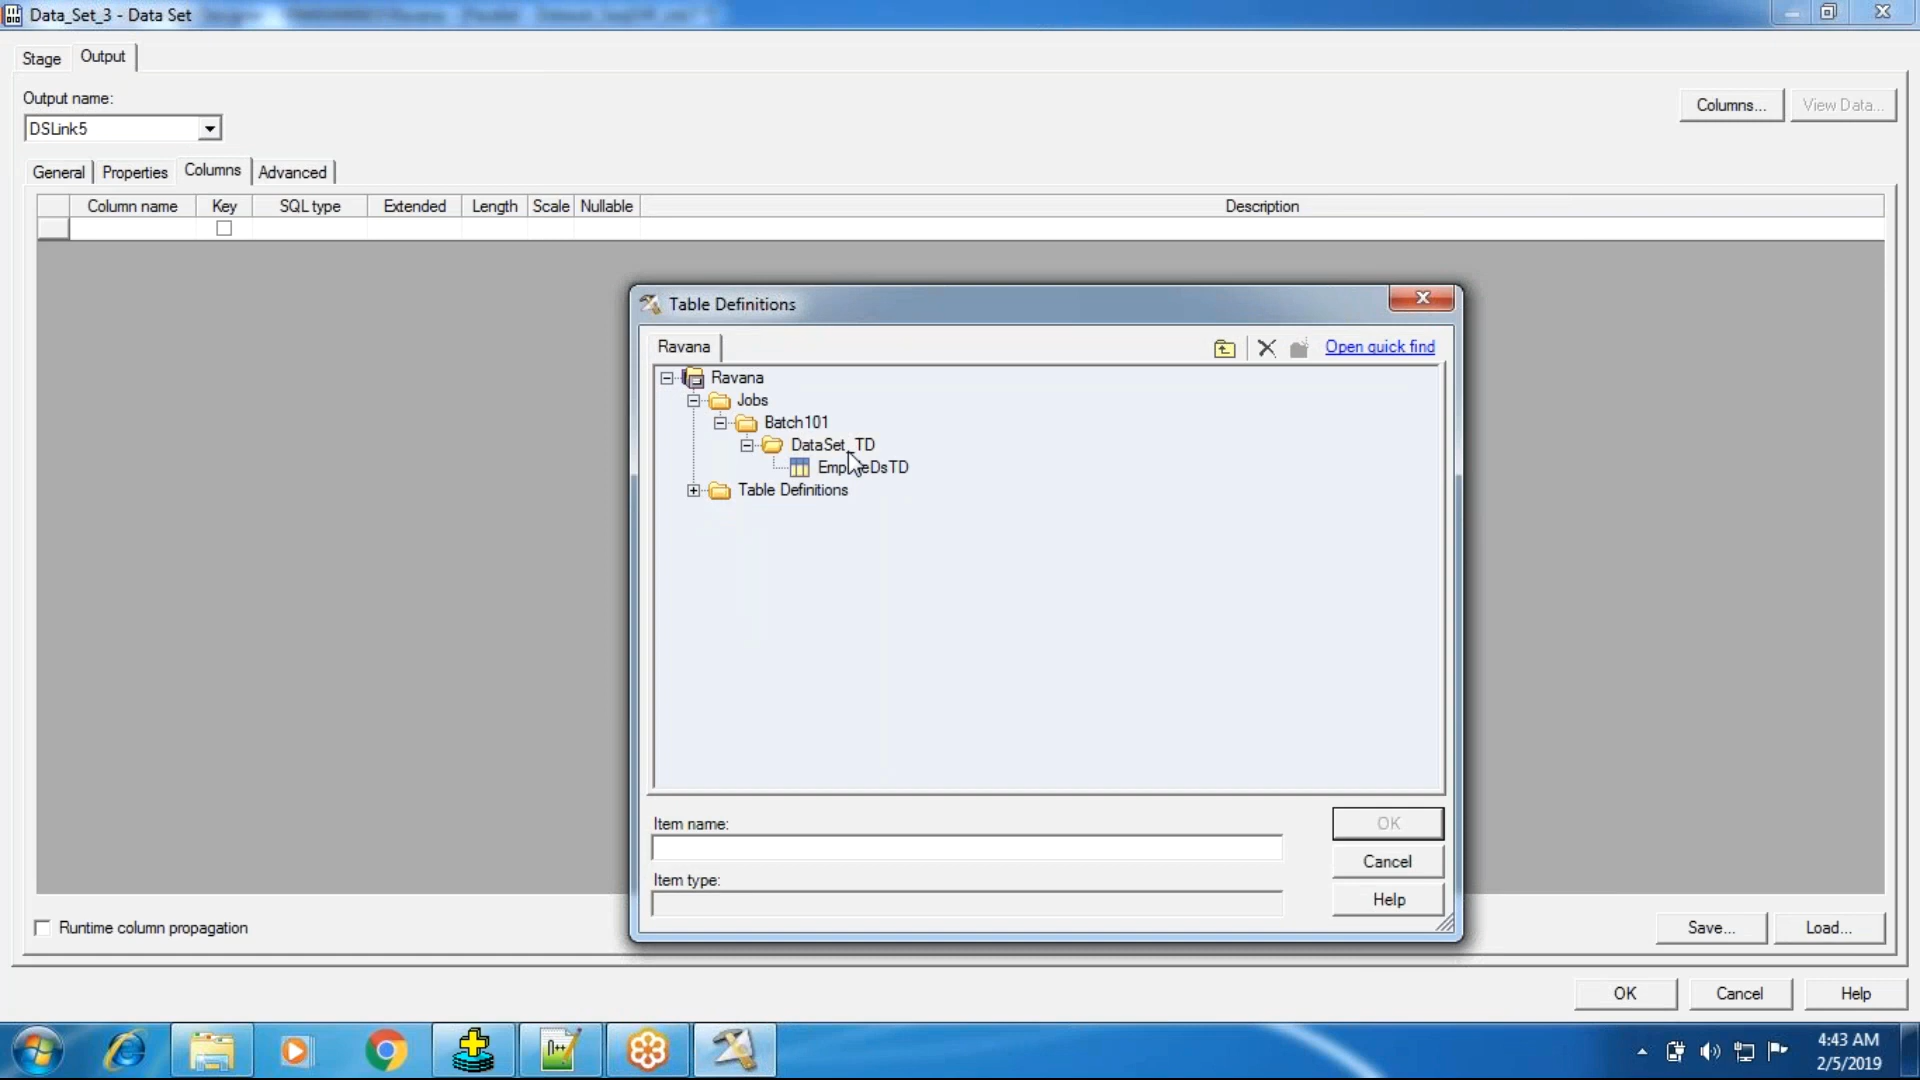 Data_Set_3 - Data Set
Stage
Output
Output name:
DSLink5
Columns...
View Data...
General
Properties
Columns
Advanced
Column name
Key
SQL type
Extended
Length
Scale
Nullable
Description
Table Definitions
Ravana
Open quick find
Ravana
Jobs
Batch101
DataSet_TD
Table Definitions
Item name:
OK
Cancel
Item type:
Help
Runtime column propagation
Save...
Load...
OK
Cancel
Help
4:43 AM
2/5/2019